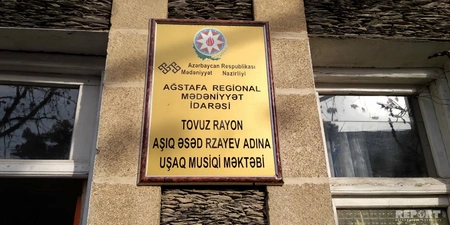 Azərbaycan Respublikası
Mədəniyyət Nazirliyi
AĞSTAFA REGIONAL
MƏDƏNİYYƏT
İDARƏSİ
TOVUZ RAYON
AŞIQ ƏSƏD RZAYEV ADINA
UŞAQ MUSİQİ MƏKTƏBİ
REPORT